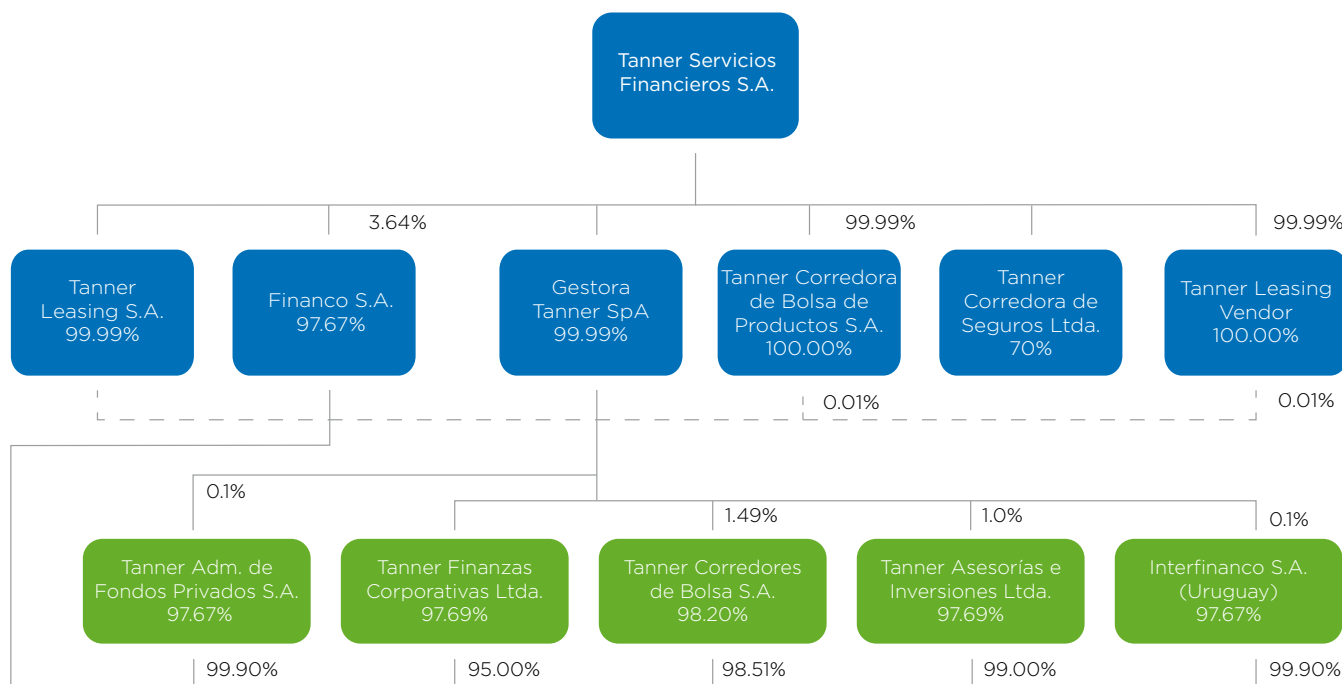 Tanner Servicios
Financieros S.A.
3.64%
99.99%
99.99%
Tanner
Leasing S.A.
99.99%
Financo S.A.
97.67%
Gestora
Tanner SpA
99.99%
Tanner Corredora
de Bolsa de
Productos S.A.
100.00%
Tanner
Corredora de
Seguros Ltda.
70%
Tanner Leasing
Vendor
100.00%
0.01%
0.01%
0.1%
1.49%
1.0%
0.1%
Tanner Adm. de
Fondos Privados S.A.
97.67%
Tanner Finanzas
Corporativas Ltda.
97.69%
Tanner Corredores
de Bolsa S.A.
98.20%
Tanner Asesorías e
Inversiones Ltda.
97.69%
Interfinanco S.A.
(Uruguay)
97.67%
99.90%
95.00%
98.51%
99.00%
99.90%